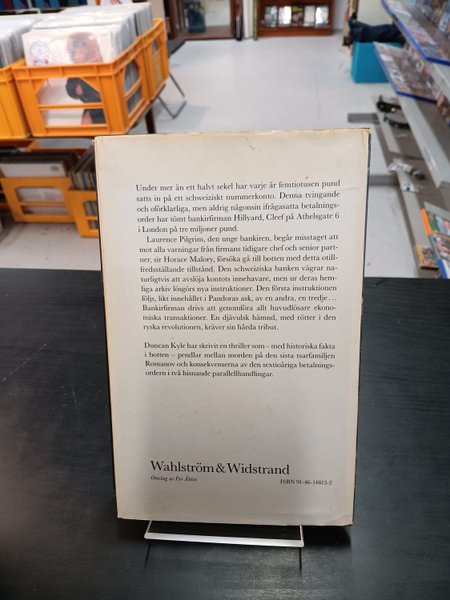 Under mer än ett halvt sekel har varje år femtiotusen pund
satts in på ett schweiziskt nummerkonto. Denna tvingande
och oförklarliga, men aldrig någonsin ifrågasatta betalnings-
order har tömt bankirfirman Hillyard, Cleef på Athelsgate 6
i London på tre miljoner pund.
Laurence Pilgrim, den unge bankiren, begår misstaget att
mot alla varningar från firmans tidigare chef och senior part-
ner, sir Horace Malory, försöka gå till botten med detta otill-
fredsställande tillstånd. Den schweiziska banken vägrar na-
turligtvis att avslöja kontots innehavare, men ur deras hem-
liga arkiv lösgörs nya instruktioner. Den första instruktionen
följs, likt innehållet i Pandoras ask, av en andra, en tredje...
Bankirfirman drivs att genomföra allt huvudlösare ekono-
miska transaktioner. En djävulsk hämnd, med rötter i den
ryska revolutionen, kräver sin hårda tribut.
Duncan Kyle har skrivit en thriller som – med historiska fakta
i botten – pendlar mellan morden på den sista tsarfamiljen
Romanov och konsekvenserna av den sextioåriga betalnings-
ordern i två hisnande parallellhandlingar.
Wahlström & Widstrand
Omslag av Per Åhlin
ISBN 91-46-14013-2